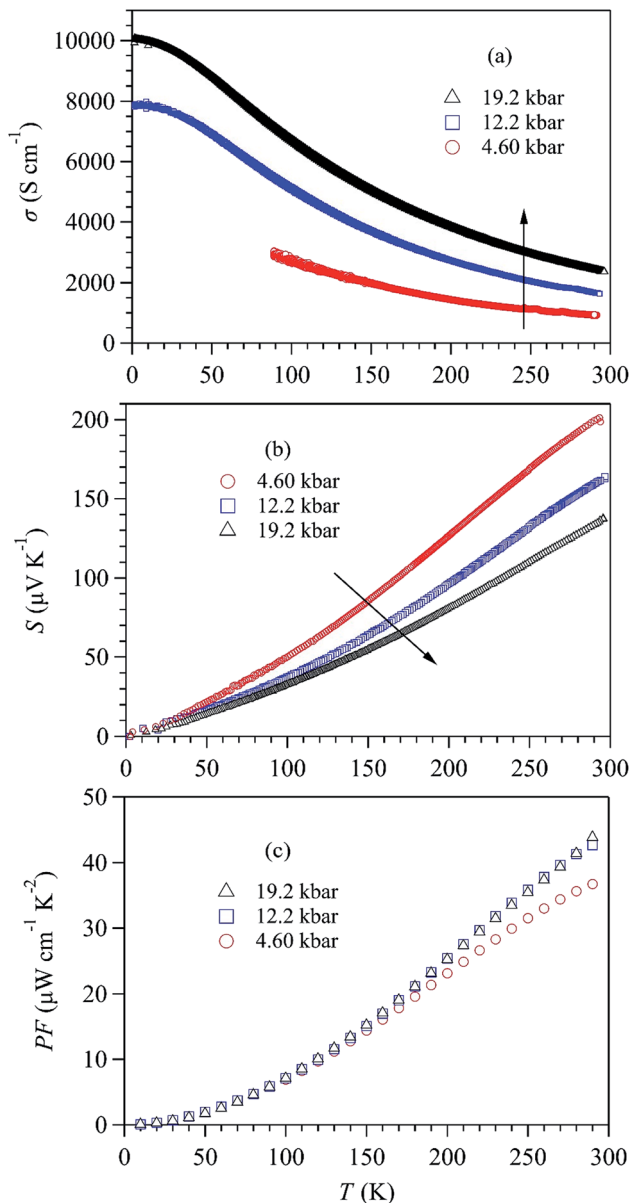 (a)
10000
8000
6000
4000
2000
0
σ (S cm⁻¹)
△ 19.2 kbar
□ 12.2 kbar
○ 4.60 kbar
0 50 100 150 200 250 300
(b)
200
150
100
50
0
S (μV K⁻¹)
○ 4.60 kbar
□ 12.2 kbar
△ 19.2 kbar
0 50 100 150 200 250 300
(c)
50
40
30
20
10
0
PF (μW cm⁻¹ K⁻²)
△ 19.2 kbar
□ 12.2 kbar
○ 4.60 kbar
0 50 100 150 200 250 300
T (K)